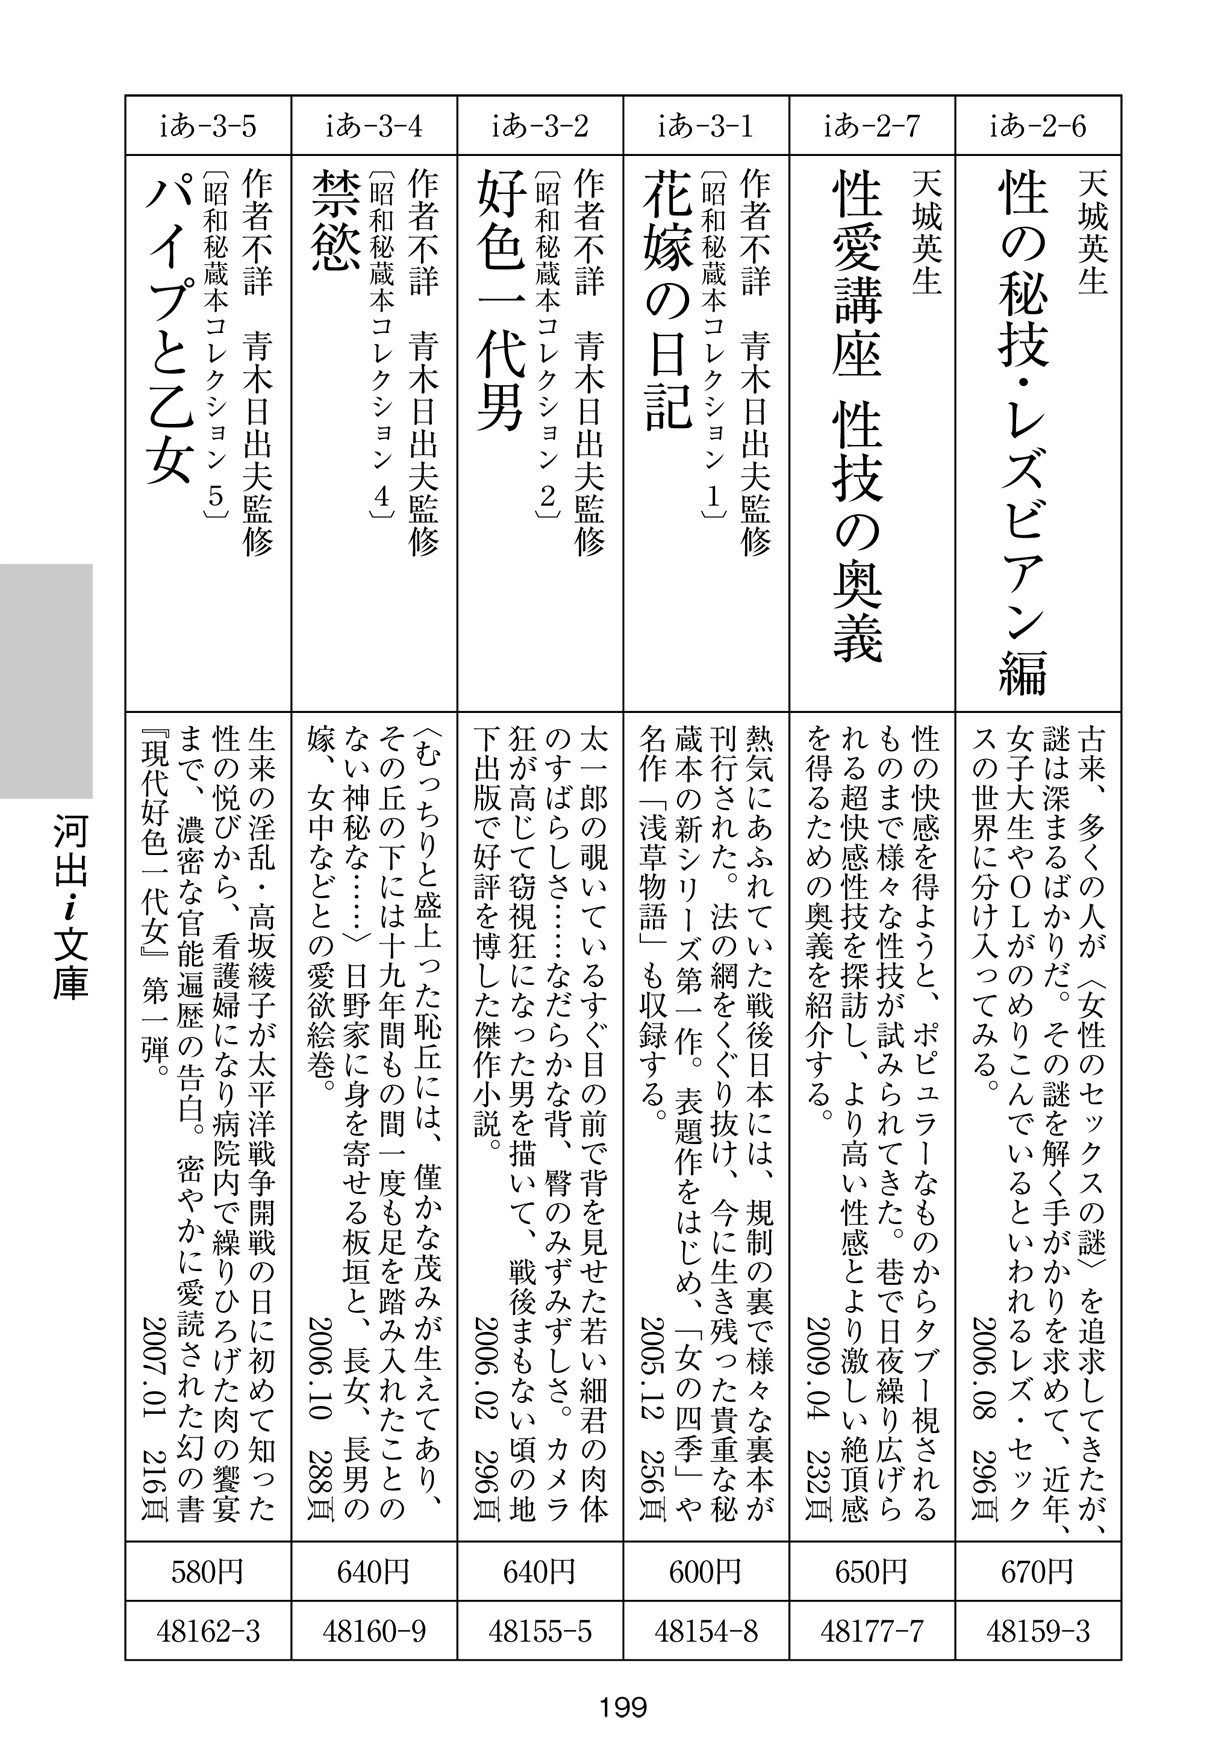 iあ-2-6
天城英生
性の秘技・レズビアン編
古来、多くの人が〈女性のセックスの謎〉を追求してきたが、
謎は深まるばかりだ。その謎を解く手がかりを求めて、近年、
女子大生やOLがのめりこんでいるといわれるレズ・セック
スの世界に分け入ってみる。
2006.08 296頁
670円
48159-3
iあ-2-7
天城英生
性愛講座 性技の奥義
性の快感を得ようと、ポピュラーなものからタブー視される
ものまで様々な性技が試みられてきた。巷で日夜繰り広げら
れる超快感性技を探訪し、より高い性感とより激しい絶頂感
を得るための奥義を紹介する。
2009.04 232頁
650円
48177-7
iあ-3-1
作者不詳 青木日出夫監修
〔昭和秘蔵本コレクション 1〕
花嫁の日記
熱気にあふれていた戦後日本には、規制の裏で様々な裏本が
刊行された。法の網をくぐり抜け、今に生き残った貴重な秘
蔵本の新シリーズ第一作。表題作をはじめ、「女の四季」や
名作「浅草物語」も収録する。
2005.12 256頁
600円
48154-8
iあ-3-2
作者不詳 青木日出夫監修
〔昭和秘蔵本コレクション 2〕
好色一代男
太一郎の覗いているすぐ目の前で背を見せた若い細君の肉体
のすばらしさ……なだらかな背、臀のみずみずしさ。カメラ
狂が高じて窃視狂になった男を描いて、戦後まもない頃の地
下出版で好評を博した傑作小説。
2006.02 296頁
640円
48155-5
iあ-3-4
作者不詳 青木日出夫監修
〔昭和秘蔵本コレクション 4〕
禁慾
〈むっちりと盛上った恥丘には、僅かな茂みが生えてあり、
その丘の下には十九年間もの間一度も足を踏み入れたことの
ない神秘な……〉日野家に身を寄せる板垣と、長女、長男の
嫁、女中などとの愛欲絵巻。
2006.10 288頁
640円
48160-9
iあ-3-5
作者不詳 青木日出夫監修
〔昭和秘蔵本コレクション 5〕
パイプと乙女
生来の淫乱・高坂綾子が太平洋戦争開戦の日に初めて知った
性の悦びから、看護婦になり病院内で繰りひろげた肉の饗宴
まで、濃密な官能遍歴の告白。密やかに愛読された幻の書
『現代好色一代女』第一弾。
2007.01 216頁
580円
48162-3
河出i文庫
199